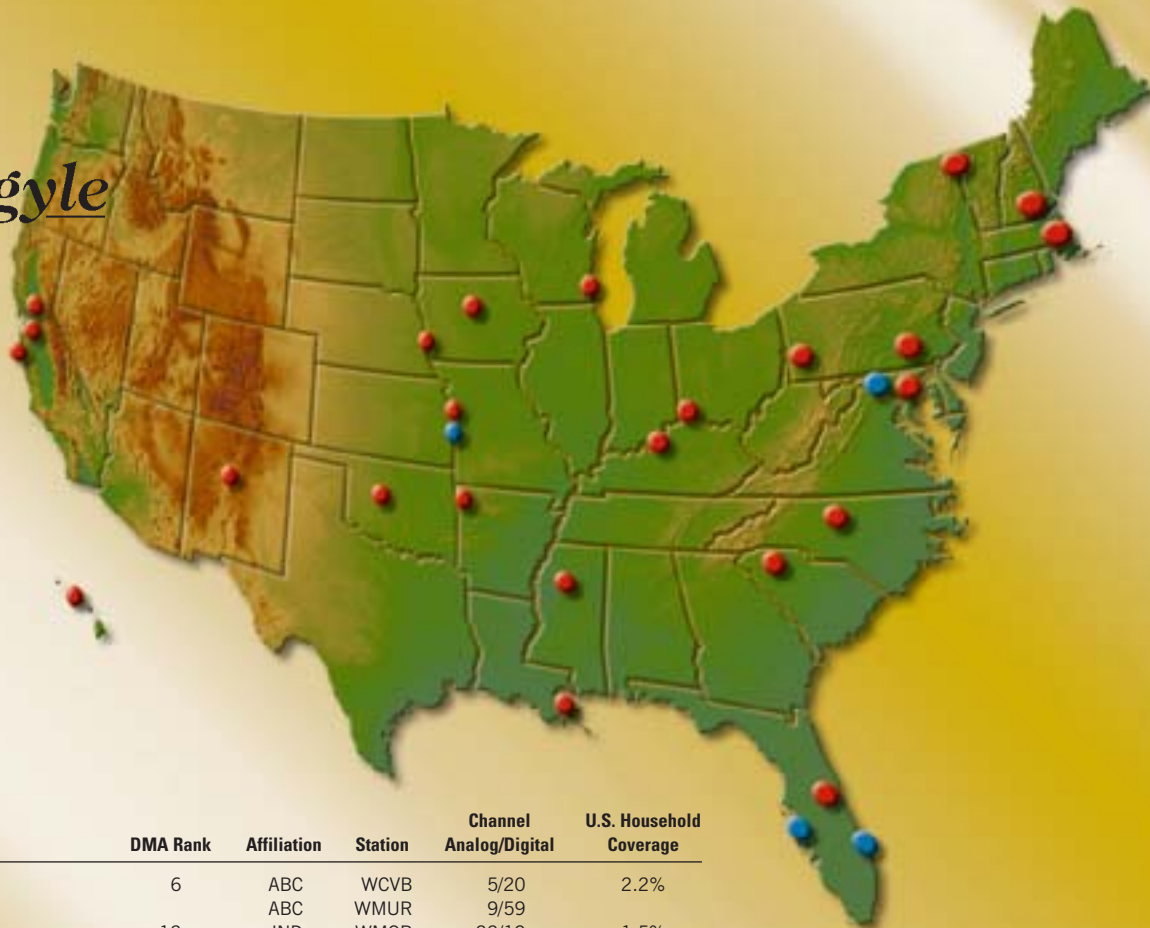 gyle
Channel U.S. Household
DMA Rank Affiliation Station Analog/Digital Coverage
6 ABC WCVB 5/20 2.2%
ABC WMUR 9/59